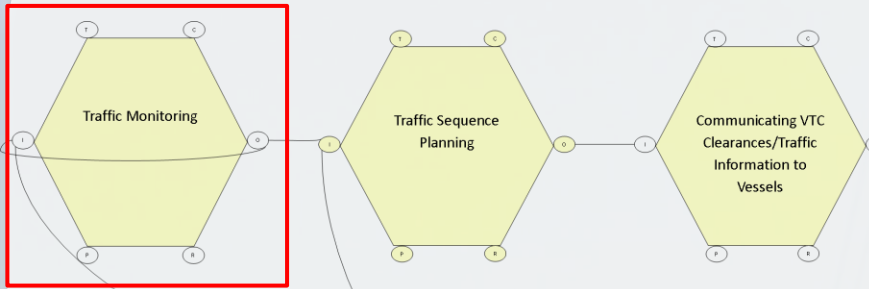 T C
Traffic Monitoring
I O
P R
T C
Traffic Sequence
Planning
I O
P R
T C
Communicating VTC
Clearances/Traffic
Information to
Vessels
I
P R